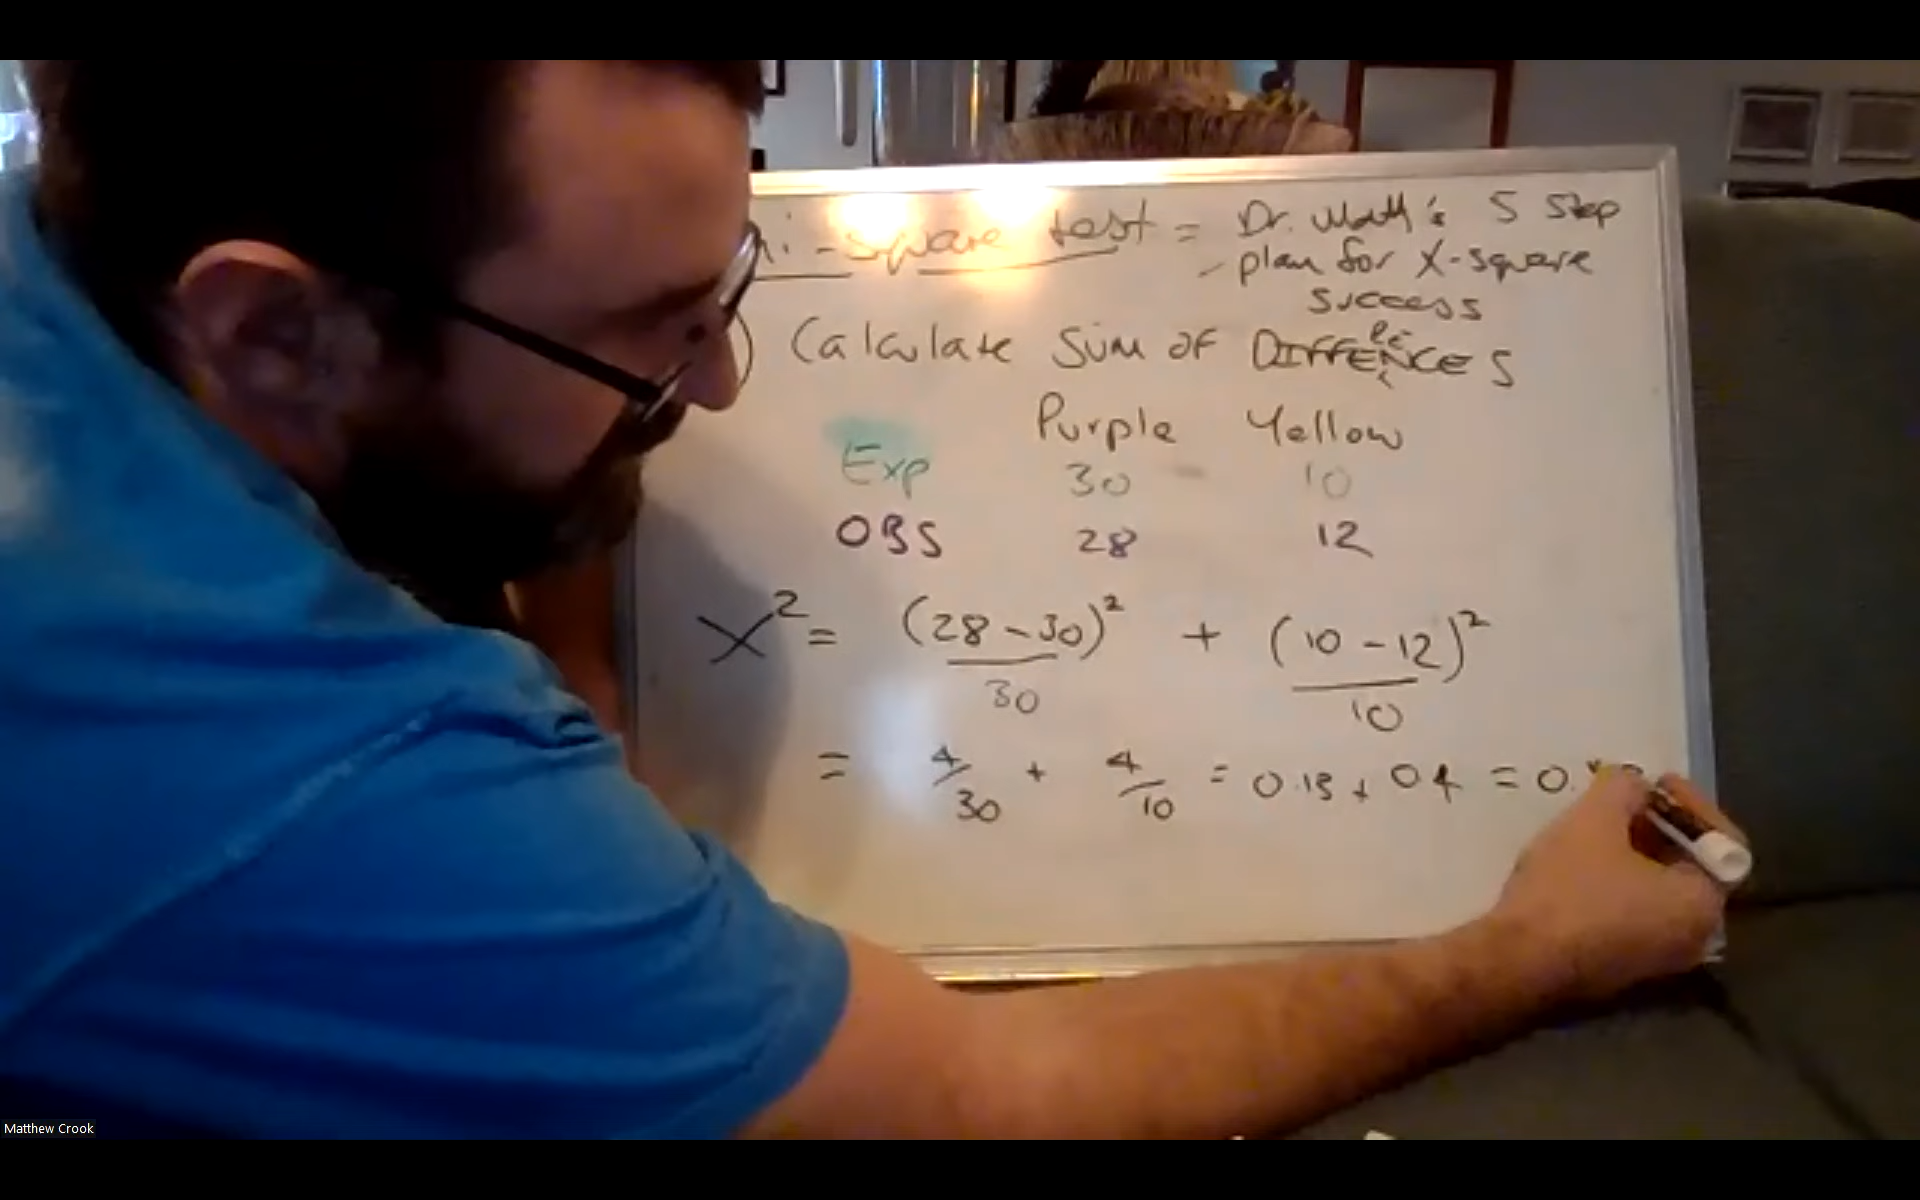 hi-square test = Dr. Matt's 5 step
plan for X-square
success
) Calculate Sum of DIFFERENCES
Purple Yellow
Exp 30 10
OBS 28 12
X² = (28-30)²/30 + (10-12)²/10
= 4/30 + 4/10 = 0.13 + 0.4 = 0.
Matthew Crook